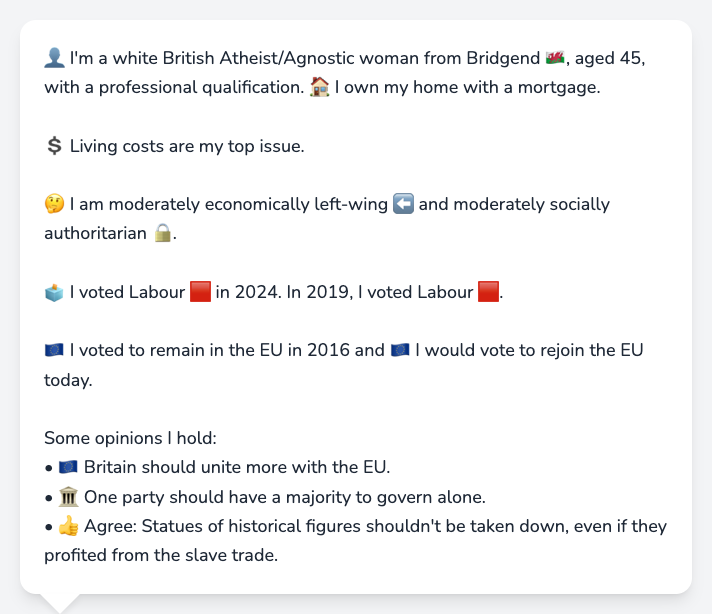 👤 I'm a white British Atheist/Agnostic woman from Bridgend 🏴󠁧󠁢󠁷󠁬󠁳󠁿, aged 45,
with a professional qualification. 🏠 I own my home with a mortgage.
💲 Living costs are my top issue.
🤔 I am moderately economically left-wing ⬅️ and moderately socially
authoritarian 🔒.
🗳️ I voted Labour 🟥 in 2024. In 2019, I voted Labour 🟥.
🇪🇺 I voted to remain in the EU in 2016 and 🇪🇺 I would vote to rejoin the EU
today.
Some opinions I hold:
• 🇪🇺 Britain should unite more with the EU.
• 🏛️ One party should have a majority to govern alone.
• 👍 Agree: Statues of historical figures shouldn't be taken down, even if they
profited from the slave trade.